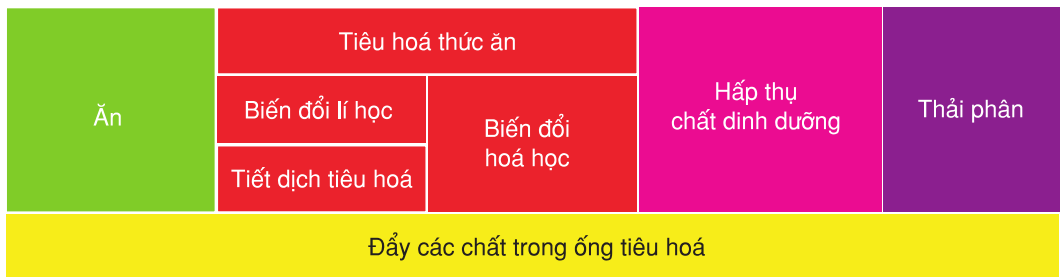 Ăn
Tiêu hoá thức ăn
Biến đổi lí học
Tiết dịch tiêu hoá
Biến đổi
hoá học
Hấp thụ
chất dinh dưỡng
Thải phân
Đẩy các chất trong ống tiêu hoá